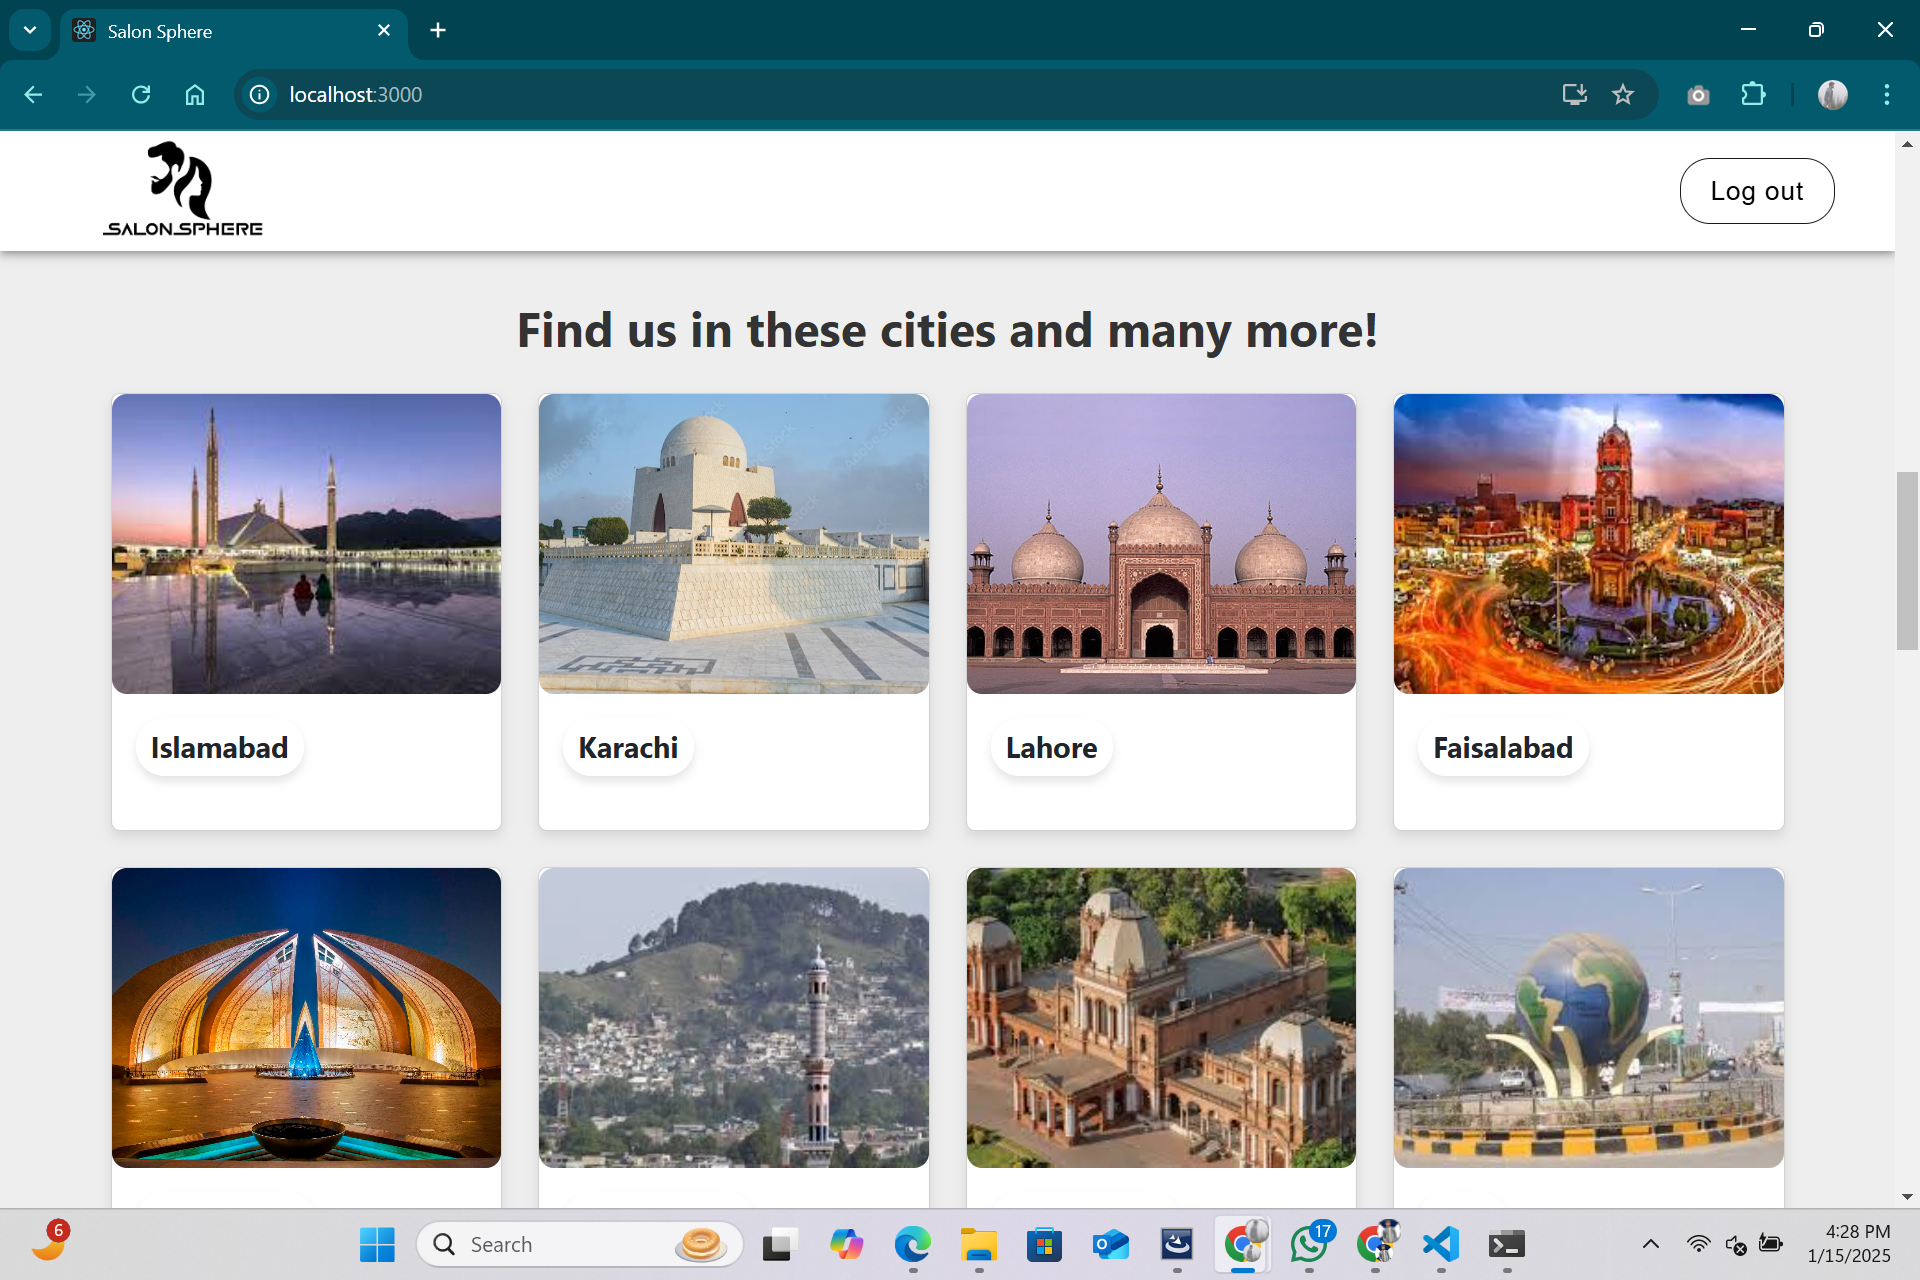 Salon Sphere
localhost:3000
SALON SPHERE
Log out
Find us in these cities and many more!
Islamabad
Karachi
Lahore
Faisalabad
6
Search
17
4:28 PM
1/15/2025